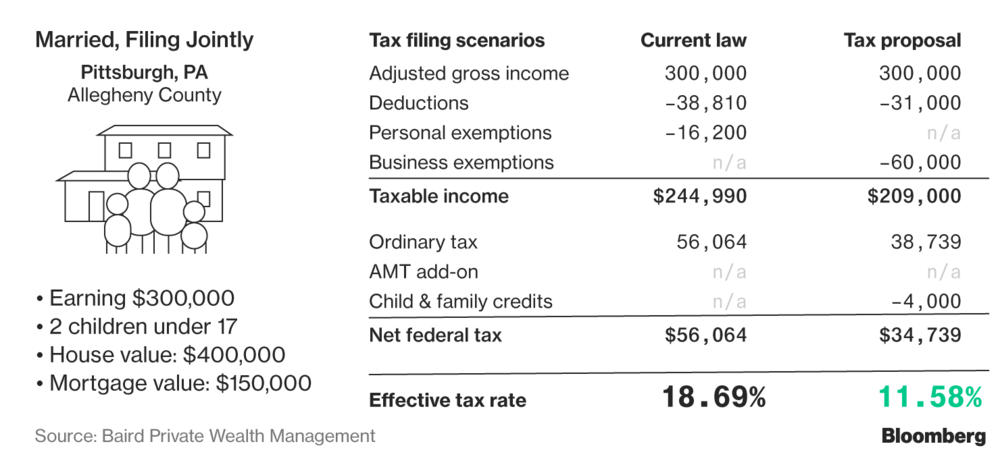 Married, Filing Jointly
Pittsburgh, PA
Allegheny County
• Earning $300,000
• 2 children under 17
• House value: $400,000
• Mortgage value: $150,000
Tax filing scenarios Current law Tax proposal
Adjusted gross income 300,000 300,000
Deductions −38,810 −31,000
Personal exemptions −16,200 n/a
Business exemptions n/a −60,000
Taxable income $244,990 $209,000
Ordinary tax 56,064 38,739
AMT add-on n/a n/a
Child & family credits n/a −4,000
Net federal tax $56,064 $34,739
Effective tax rate 18.69% 11.58%
Source: Baird Private Wealth Management
Bloomberg